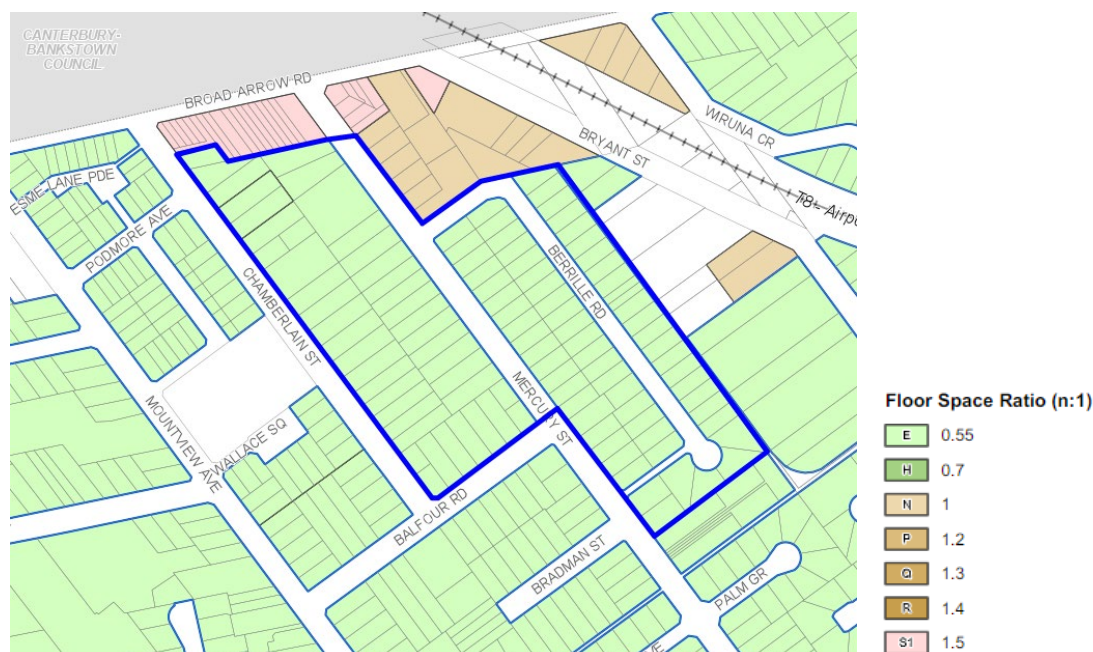 CANTERBURY-
BANKSTOWN
COUNCIL
BROAD ARROW RD
WIRUNA CR
BRYANT ST
T8:- Airpo
ESME LANE PDE
PODMORE AVE
CHAMBERLAIN ST
BERRILLE RD
MERCURY ST
MOUNTVIEW AVE
WALLACE SQ
BALFOUR RD
BRADMAN ST
PALM GR
Floor Space Ratio (n:1)
E 0.55
H 0.7
N 1
P 1.2
Q 1.3
R 1.4
S1 1.5